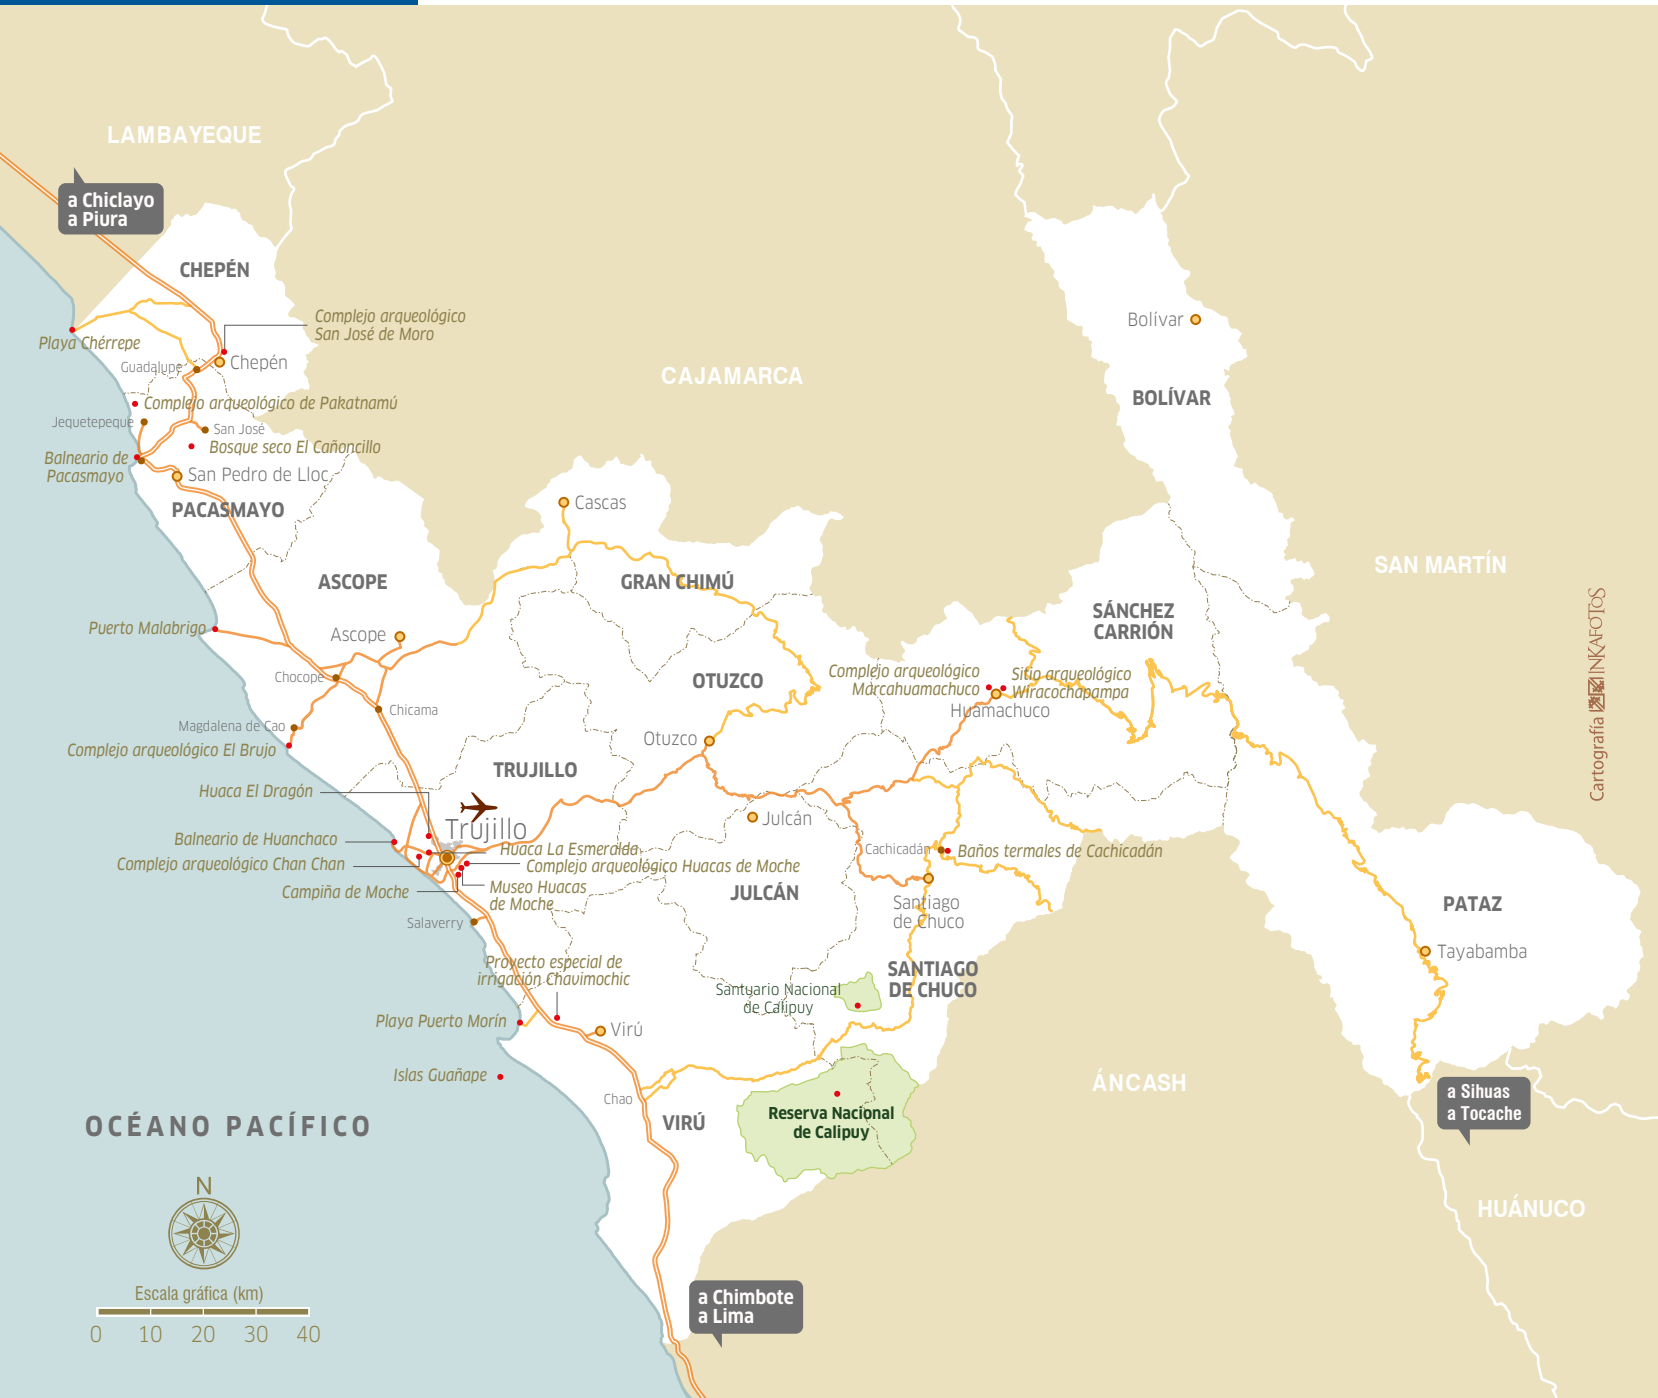 LAMBAYEQUE
a Chiclayo
a Piura
CHEPÉN
Complejo arqueológico
San José de Moro
Playa Chérrepe
Guadalupe
Chepén
Complejo arqueológico de Pakatnamú
Jequetepeque
San José
Bosque seco El Cañoncillo
Balneario de
Pacasmayo
San Pedro de Lloc
PACASMAYO
CAJAMARCA
Bolívar
BOLÍVAR
Cascas
ASCOPE
GRAN CHIMÚ
SAN MARTÍN
SÁNCHEZ
CARRIÓN
Puerto Malabrigo
Ascope
Chocope
OTUZCO
Complejo arqueológico
Marcahuamachuco
Sitio arqueológico
Wiracochapampa
Huamachuco
Chicama
Magdalena de Cao
Complejo arqueológico El Brujo
Otuzco
TRUJILLO
Huaca El Dragón
Trujillo
Julcán
Balneario de Huanchaco
Huaca La Esmeralda
Complejo arqueológico Chan Chan
Complejo arqueológico Huacas de Moche
Cachicadán
Baños termales de Cachicadán
Campiña de Moche
Museo Huacas
de Moche
JULCÁN
Santiago
de Chuco
PATAZ
Salaverry
Tayabamba
Proyecto especial de
irrigación Chavimochic
SANTIAGO
DE CHUCO
Santuario Nacional
de Calipuy
Playa Puerto Morín
Virú
Islas Guañape
Chao
VIRÚ
Reserva Nacional
de Calipuy
ÁNCASH
a Sihuas
a Tocache
OCÉANO PACÍFICO
N
HUÁNUCO
Escala gráfica (km)
0 10 20 30 40
a Chimbote
a Lima
Cartografía INKAFOTOS